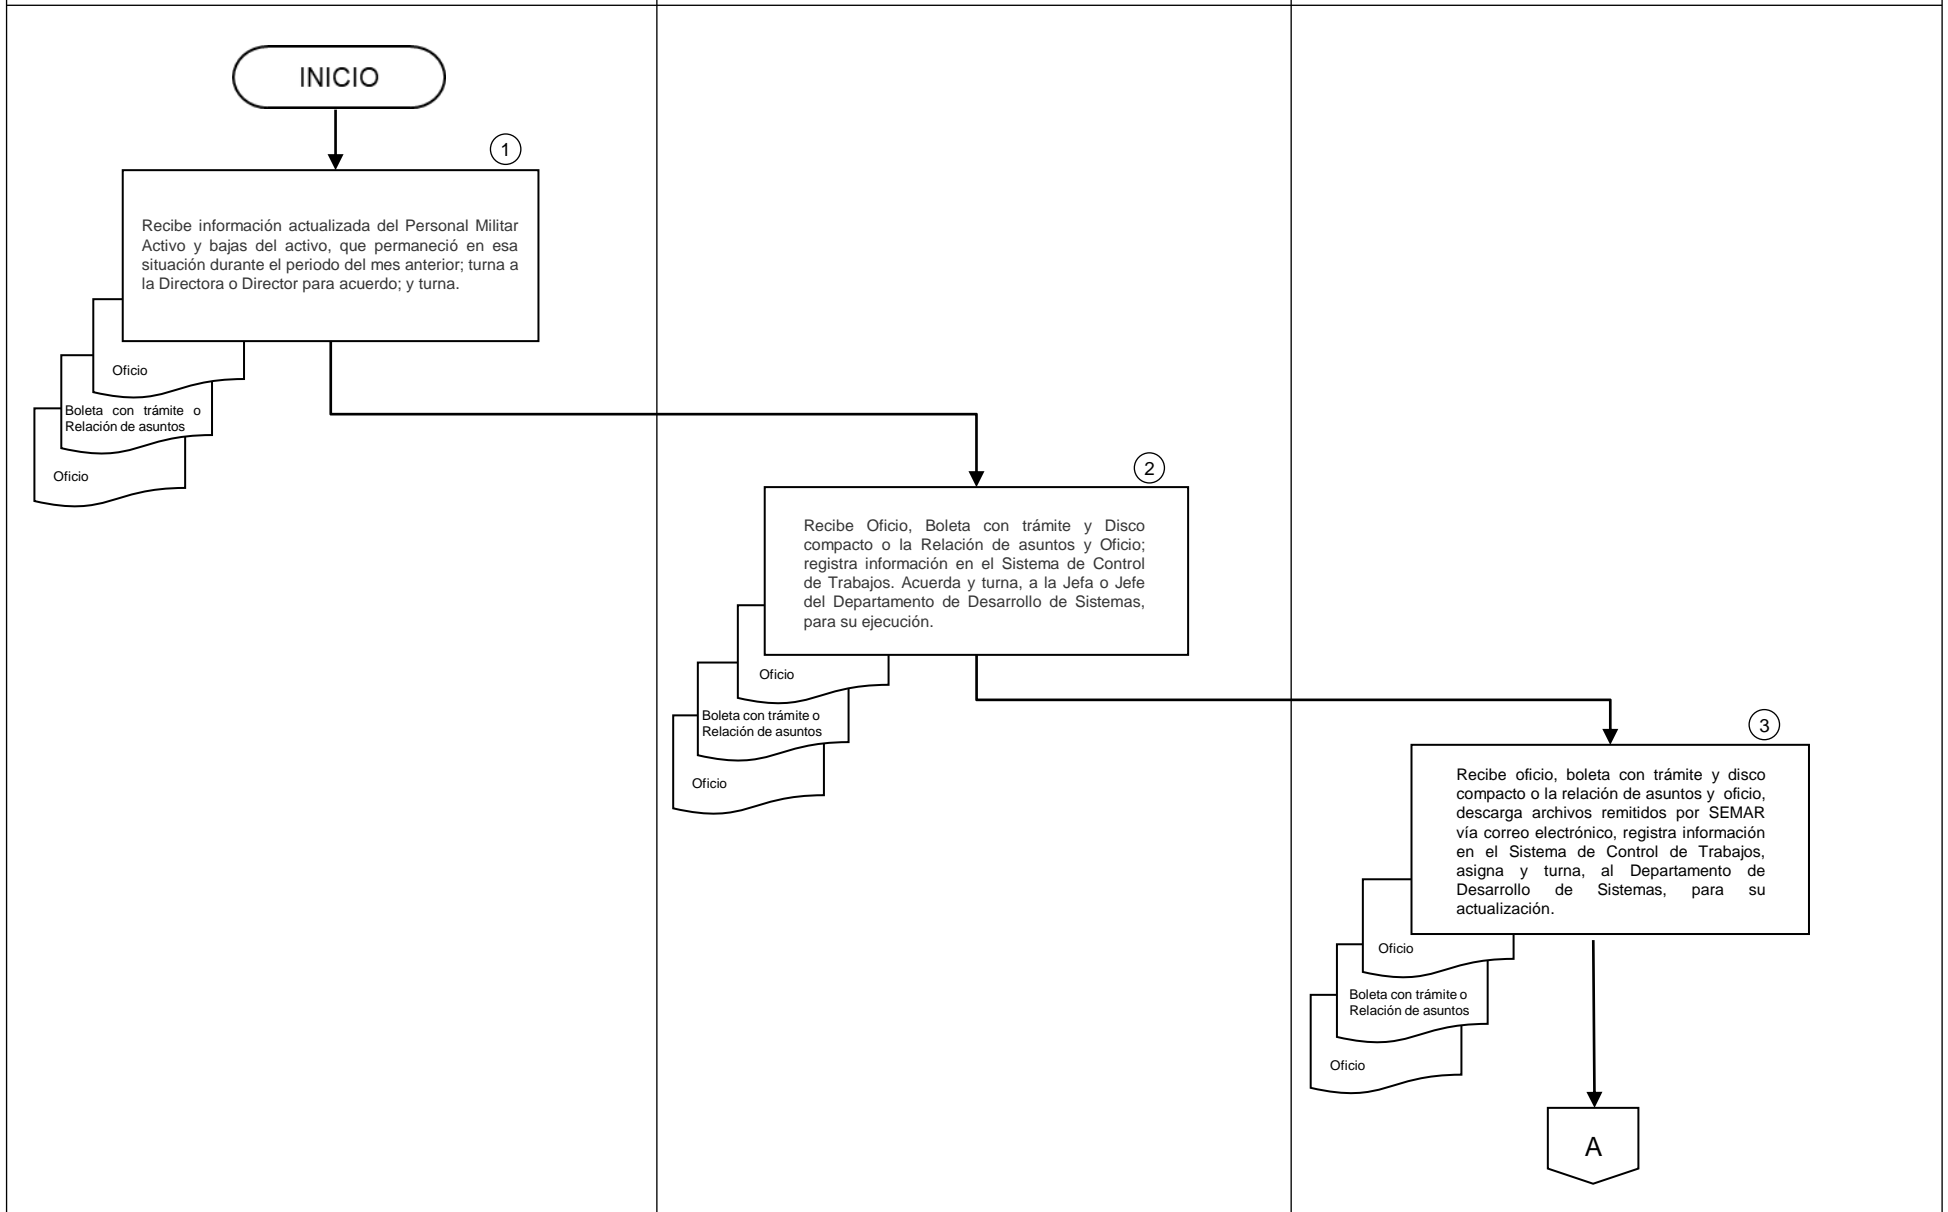 INICIO
1
Recibe información actualizada del Personal Militar
Activo y bajas del activo, que permaneció en esa
situación durante el periodo del mes anterior; turna a
la Directora o Director para acuerdo; y turna.
Oficio
Boleta con trámite o
Relación de asuntos
Oficio
2
Recibe Oficio, Boleta con trámite y Disco
compacto o la Relación de asuntos y Oficio;
registra información en el Sistema de Control
de Trabajos. Acuerda y turna, a la Jefa o Jefe
del Departamento de Desarrollo de Sistemas,
para su ejecución.
Oficio
Boleta con trámite o
Relación de asuntos
Oficio
3
Recibe oficio, boleta con trámite y disco
compacto o la relación de asuntos y oficio,
descarga archivos remitidos por SEMAR
vía correo electrónico, registra información
en el Sistema de Control de Trabajos,
asigna y turna, al Departamento de
Desarrollo de Sistemas, para su
actualización.
Oficio
Boleta con trámite o
Relación de asuntos
Oficio
A